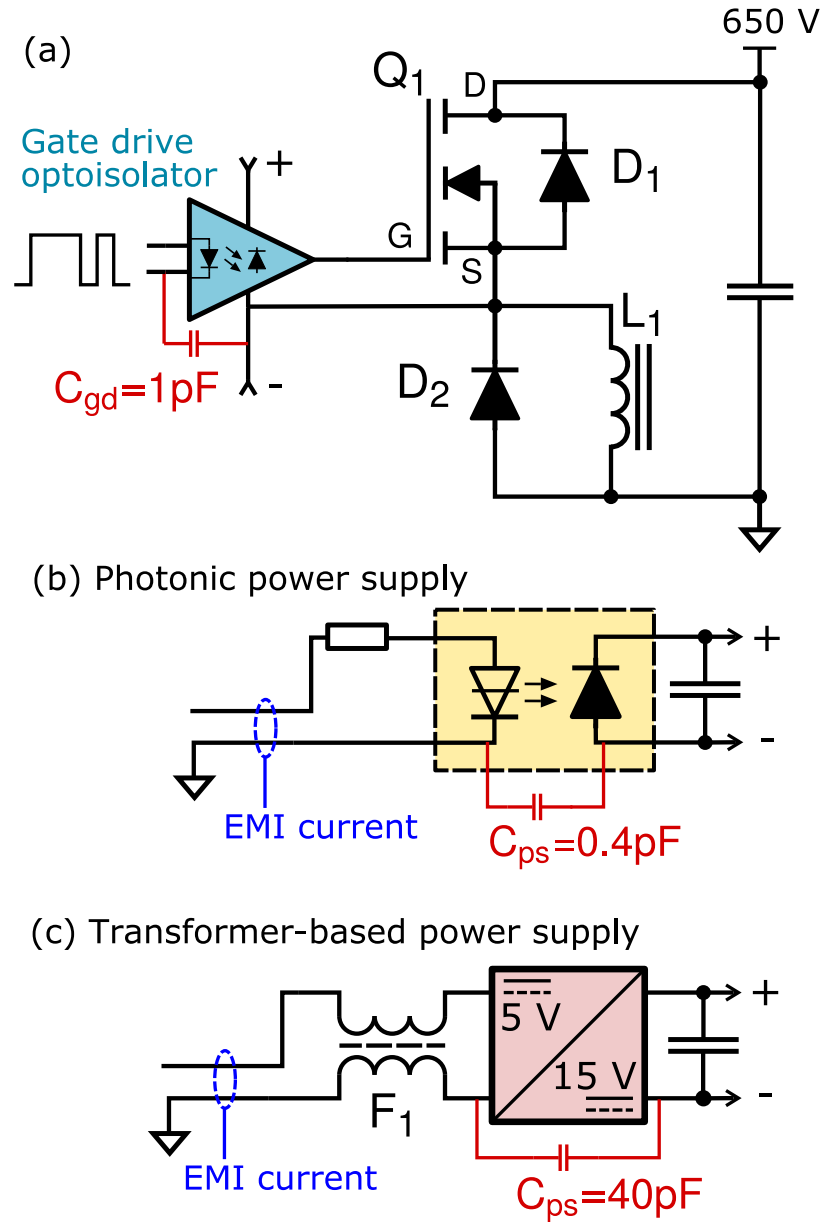 (a)
650 V
Q1
D
Gate drive
optoisolator
+
D1
G
S
L1
Cgd=1pF
-
D2
(b) Photonic power supply
+
-
EMI current
Cps=0.4pF
(c) Transformer-based power supply
+
5 V
15 V
F1
-
EMI current
Cps=40pF